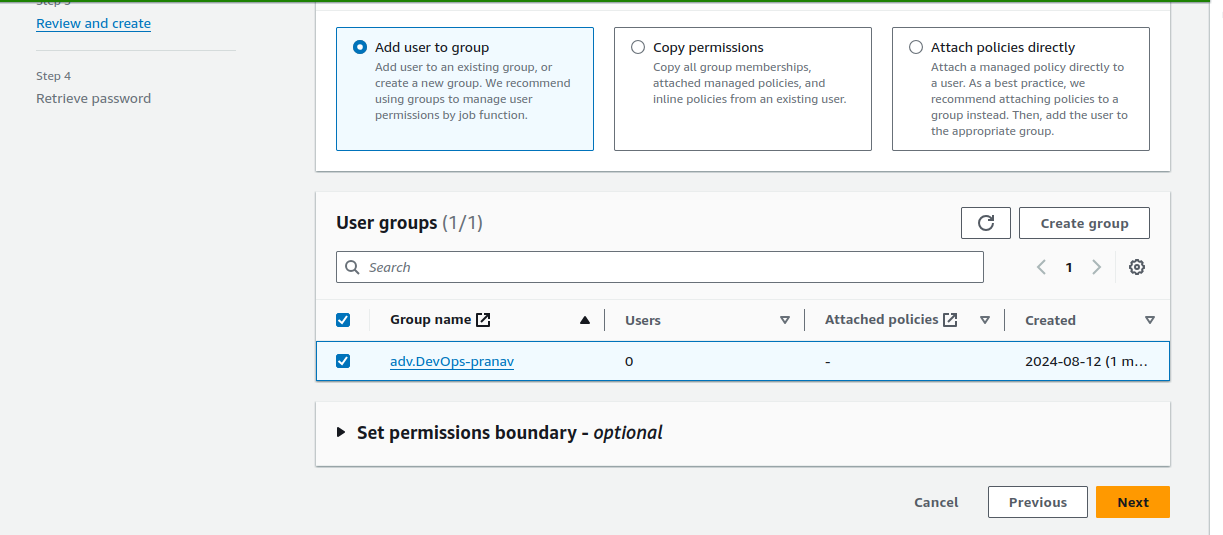 Step 3
Review and create
Step 4
Retrieve password
Add user to group
Add user to an existing group, or
create a new group. We recommend
using groups to manage user
permissions by job function.
Copy permissions
Copy all group memberships,
attached managed policies, and
inline policies from an existing user.
Attach policies directly
Attach a managed policy directly to
a user. As a best practice, we
recommend attaching policies to a
group instead. Then, add the user to
the appropriate group.
User groups (1/1)
Create group
Search
1
Group name
Users
Attached policies
Created
adv.DevOps-pranav
0
-
2024-08-12 (1 m...
Set permissions boundary - optional
Cancel
Previous
Next